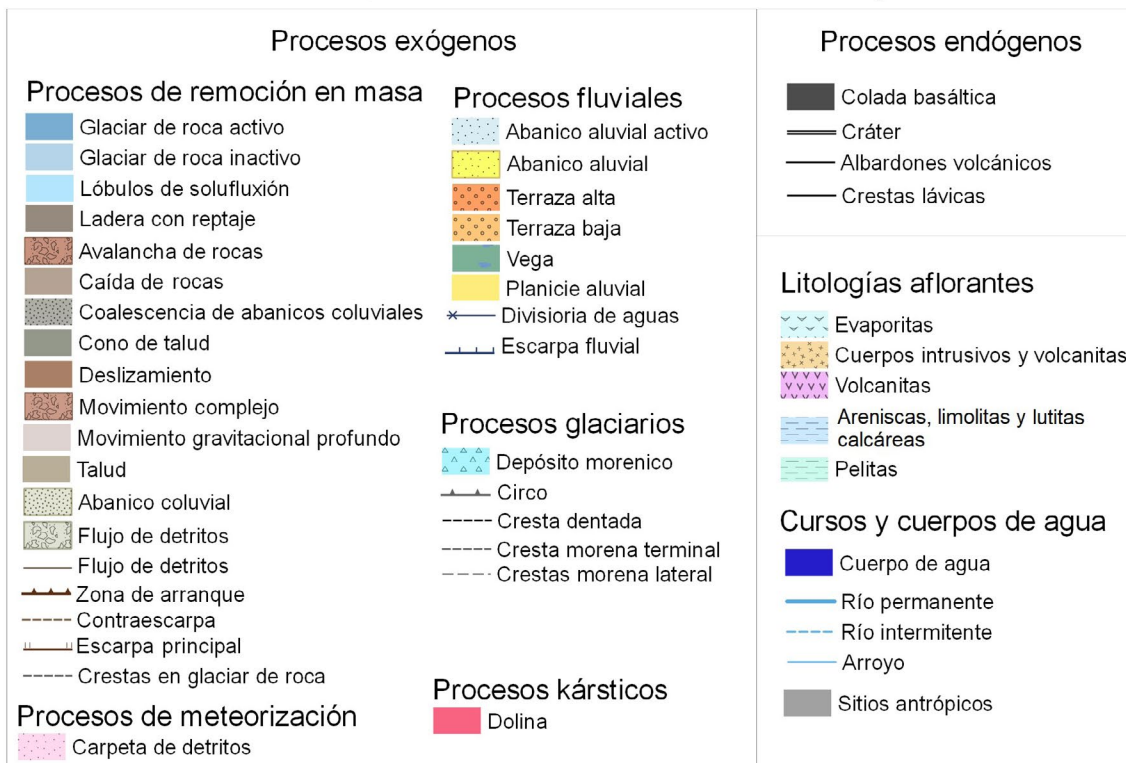 Procesos exógenos
Procesos de remoción en masa
Glaciar de roca activo
Glaciar de roca inactivo
Lóbulos de solufluxión
Ladera con reptaje
Avalancha de rocas
Caída de rocas
Coalescencia de abanicos coluviales
Cono de talud
Deslizamiento
Movimiento complejo
Movimiento gravitacional profundo
Talud
Abanico coluvial
Flujo de detritos
Flujo de detritos
Zona de arranque
Contraescarpa
Escarpa principal
Crestas en glaciar de roca
Procesos de meteorización
Carpeta de detritos
Procesos fluviales
Abanico aluvial activo
Abanico aluvial
Terraza alta
Terraza baja
Vega
Planicie aluvial
Divisioria de aguas
Escarpa fluvial
Procesos glaciarios
Depósito morenico
Circo
Cresta dentada
Cresta morena terminal
Crestas morena lateral
Procesos kársticos
Dolina
Procesos endógenos
Colada basáltica
Cráter
Albardones volcánicos
Crestas lávicas
Litologías aflorantes
Evaporitas
Cuerpos intrusivos y volcanitas
Volcanitas
Areniscas, limolitas y lutitas
calcáreas
Pelitas
Cursos y cuerpos de agua
Cuerpo de agua
Río permanente
Río intermitente
Arroyo
Sitios antrópicos